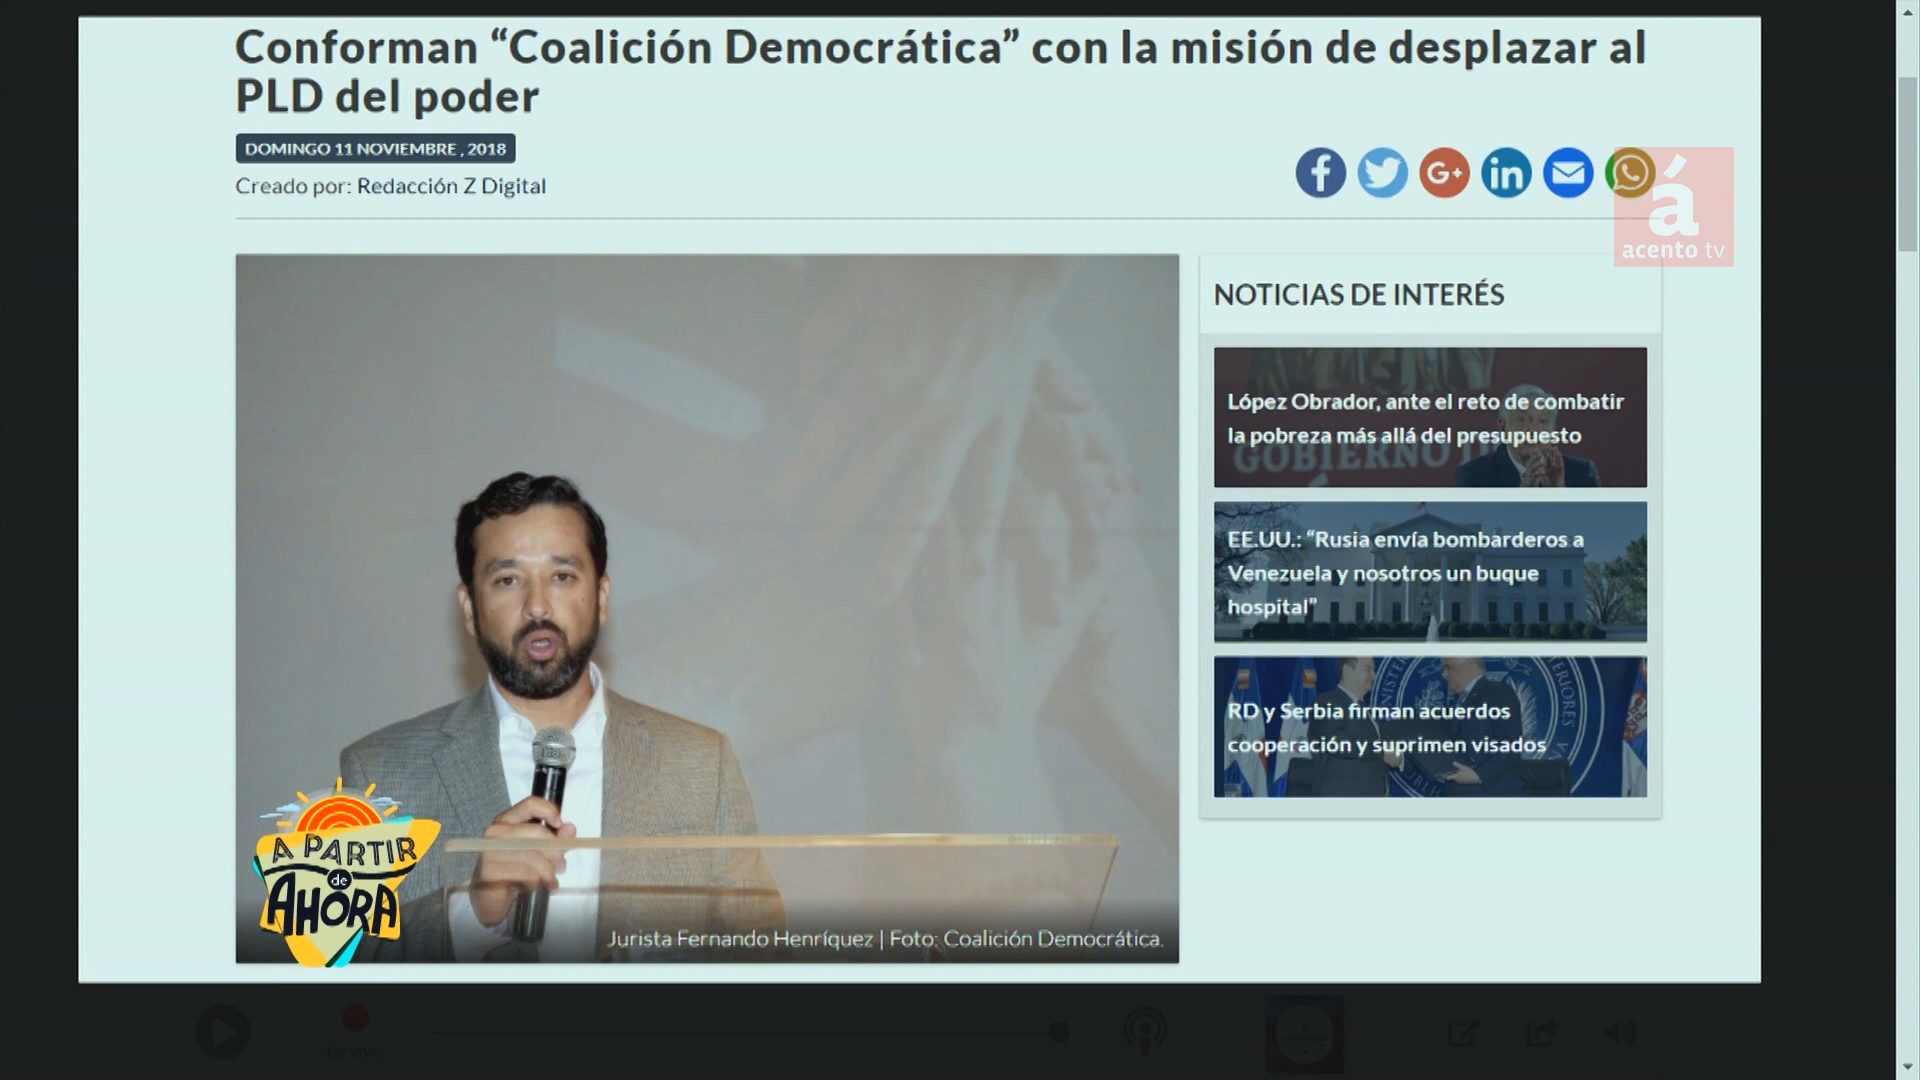 Conforman “Coalición Democrática” con la misión de desplazar al
PLD del poder
DOMINGO 11 NOVIEMBRE , 2018
Creado por: Redacción Z Digital
á
acento tv
NOTICIAS DE INTERÉS
López Obrador, ante el reto de combatir
la pobreza más allá del presupuesto
GOBIERNO D
EE.UU.: “Rusia envía bombarderos a
Venezuela y nosotros un buque
hospital”
RD y Serbia firman acuerdos
cooperación y suprimen visados
A PARTIR
de
AHORA
Jurista Fernando Henríquez | Foto: Coalición Democrática.
EN VIVO